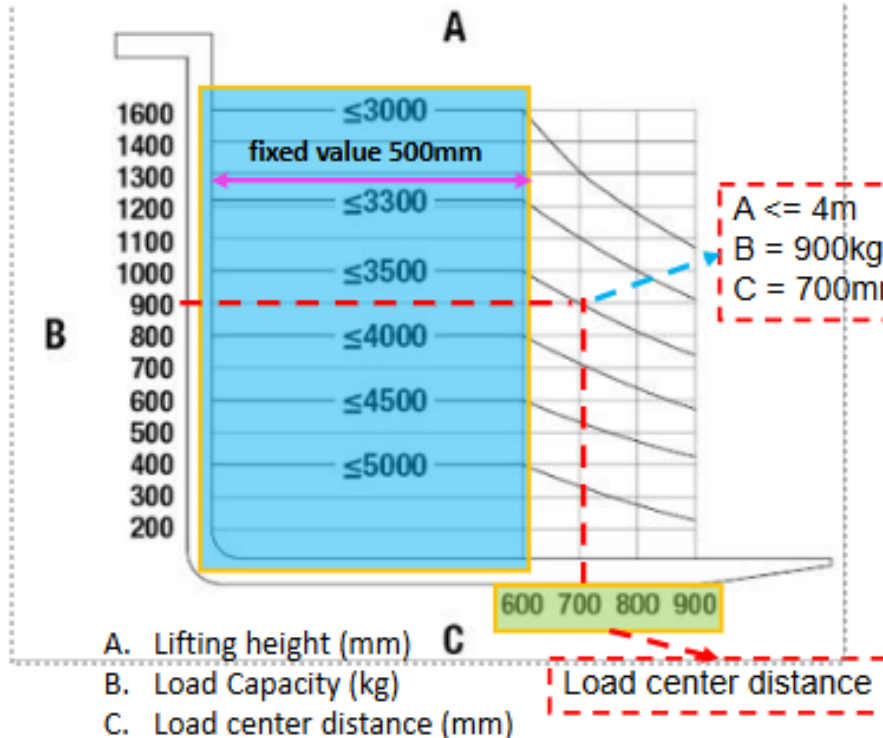 A
1600
1400
1300
1200
1100
1000
900
800
700
600
500
400
300
200
B
≤3000
fixed value 500mm
≤3300
≤3500
≤4000
≤4500
≤5000
A <= 4m
B = 900kg
C = 700m
600 700 800 900
C
A. Lifting height (mm)
B. Load Capacity (kg)
C. Load center distance (mm)
Load center distance